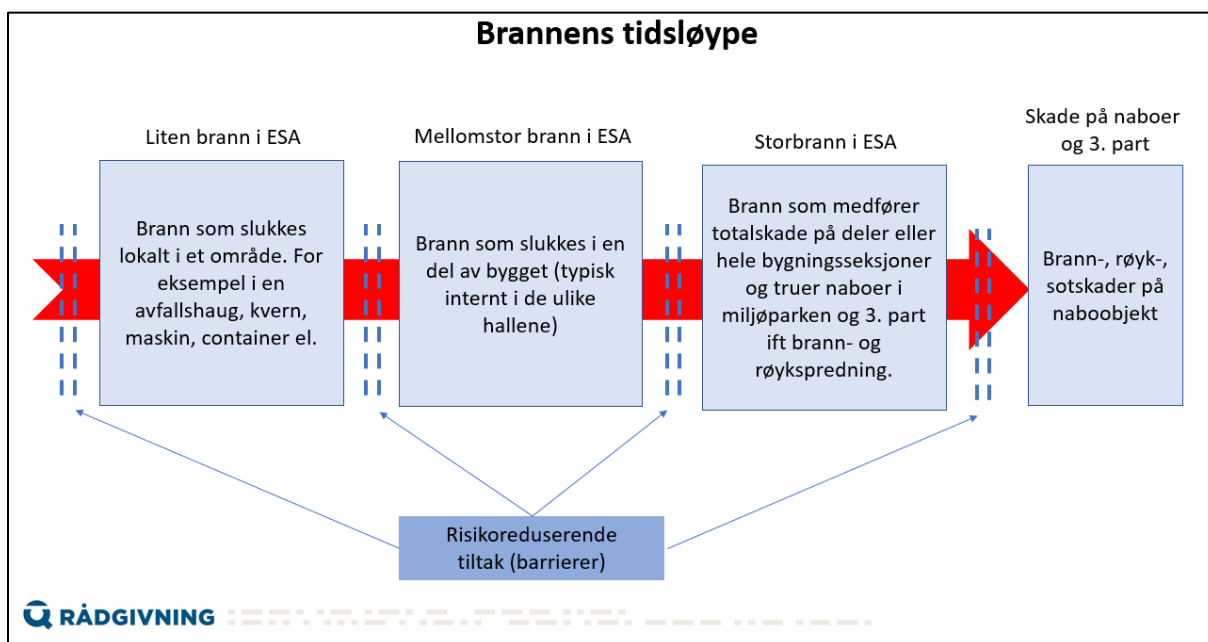 Brannens tidsløype
Liten brann i ESA
Brann som slukkes
lokalt i et område. For
eksempel i en
avfallshaug, kvern,
maskin, container el.
Mellomstor brann i ESA
Brann som slukkes i en
del av bygget (typisk
internt i de ulike
hallene)
Storbrann i ESA
Brann som medfører
totalskade på deler eller
hele bygningsseksjoner
og truer naboer i
miljøparken og 3. part
ift brann- og
røykspredning.
Skade på naboer
og 3. part
Brann-, røyk-,
sotskader på
naboobjekt
Risikoreduserende
tiltak (barrierer)
RÅDGIVNING